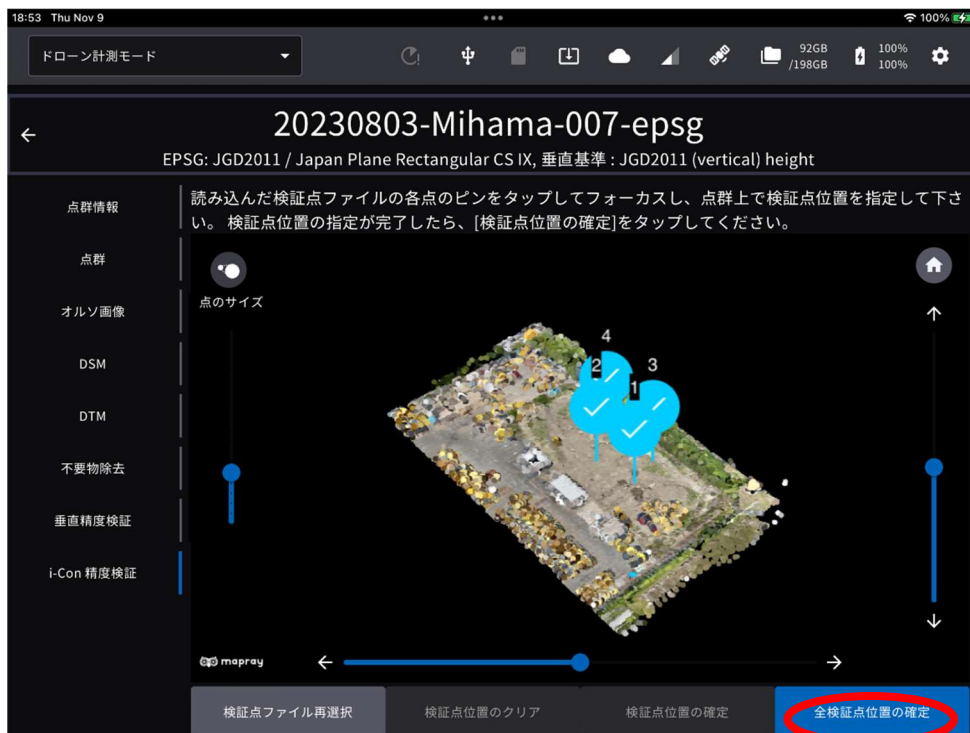 18:53 Thu Nov 9
100%
ドローン計測モード
92GB
/198GB
100%
100%
20230803-Mihama-007-epsg
EPSG: JGD2011 / Japan Plane Rectangular CS IX, 垂直基準 : JGD2011 (vertical) height
点群情報
点群
オルソ画像
DSM
DTM
不要物除去
垂直精度検証
i-Con 精度検証
読み込んだ検証点ファイルの各点のピンをタップしてフォーカスし、点群上で検証点位置を指定して下さ
い。 検証点位置の指定が完了したら、[検証点位置の確定]をタップしてください。
点のサイズ
4
2
3
1
mapray
検証点ファイル再選択
検証点位置のクリア
検証点位置の確定
全検証点位置の確定